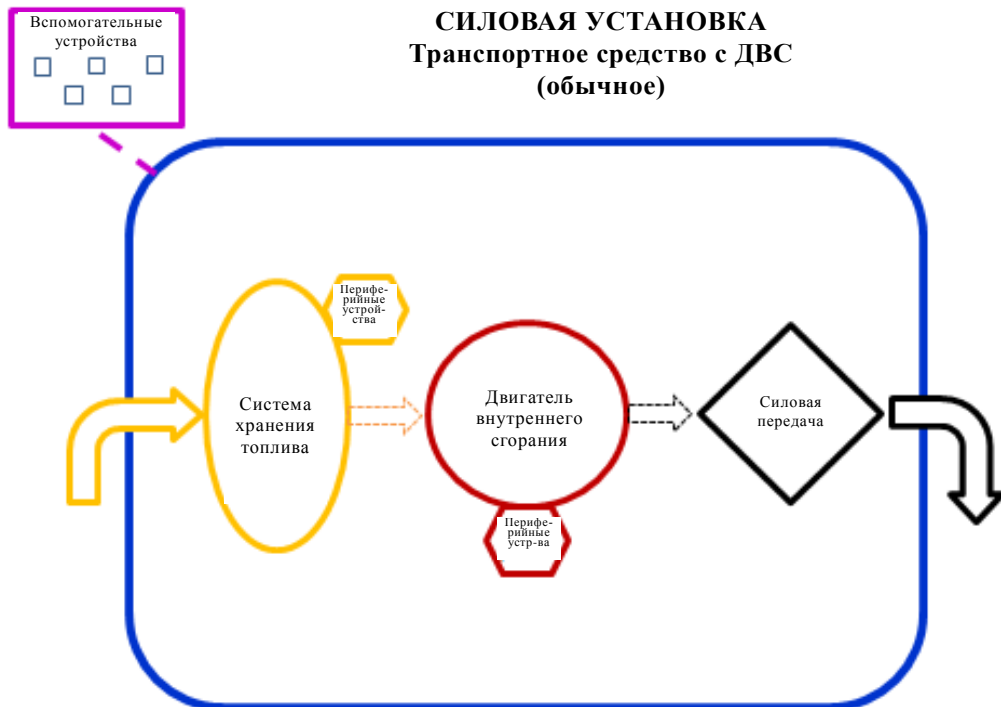 Вспомогательные
устройства
СИЛОВАЯ УСТАНОВКА
Транспортное средство с ДВС
(обычное)
Перифе-
рийные
устрой-
ства
Система
хранения
топлива
Двигатель
внутреннего
сгорания
Силовая
передача
Перифе-
рийные
устр-ва